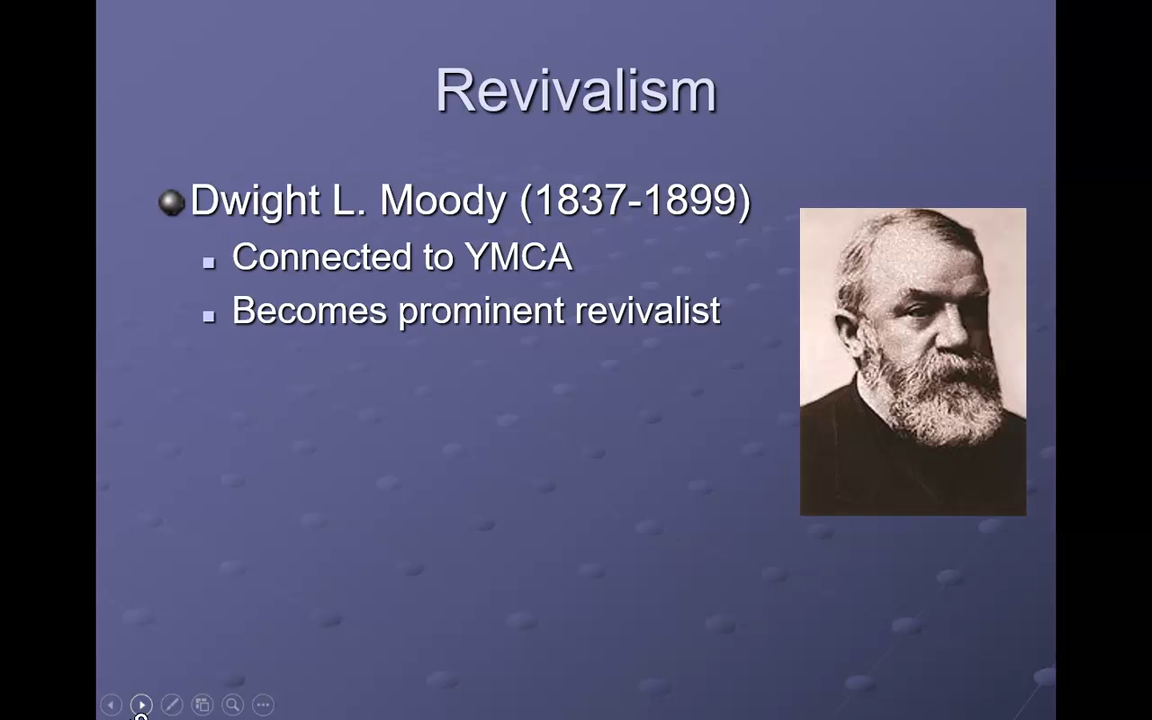 Revivalism
Dwight L. Moody (1837-1899)
Connected to YMCA
Becomes prominent revivalist